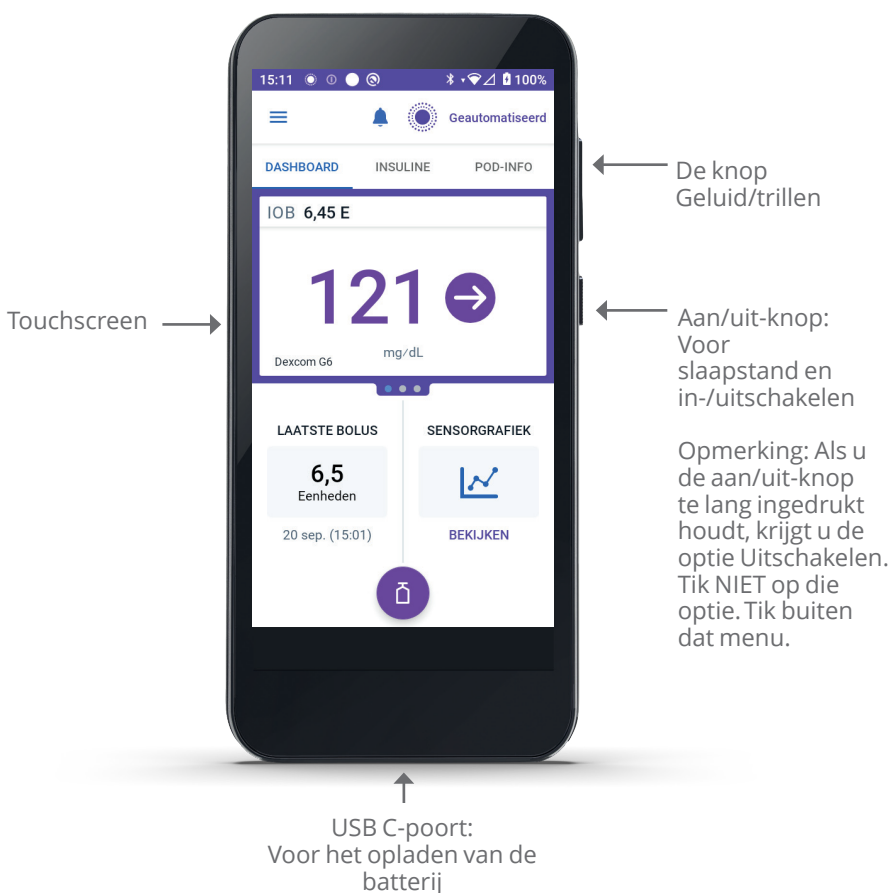 15:11 100%
Geautomatiseerd
DASHBOARD INSULINE POD-INFO
IOB 6,45 E
121
mg/dL
Dexcom G6
LAATSTE BOLUS SENSORGRAFIEK
6,5
Eenheden
20 sep. (15:01) BEKIJKEN
Touchscreen
De knop
Geluid/trillen
Aan/uit-knop:
Voor
slaapstand en
in-/uitschakelen
Opmerking: Als u
de aan/uit-knop
te lang ingedrukt
houdt, krijgt u de
optie Uitschakelen.
Tik NIET op die
optie. Tik buiten
dat menu.
USB C-poort:
Voor het opladen van de
batterij